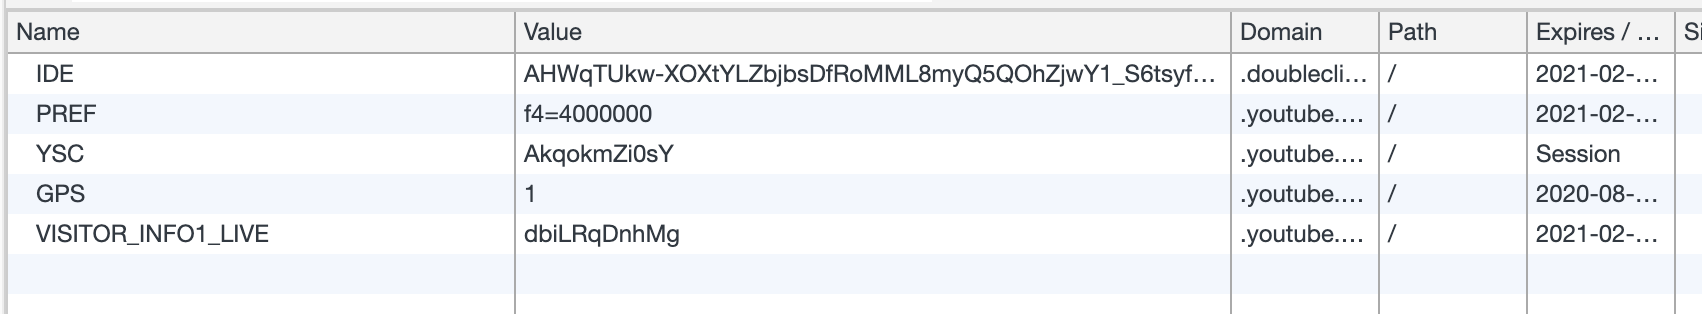 Name Value Domain Path Expires / ... Si
IDE AHWqTUkw-XOXtYLZbjbsDfRoMML8myQ5QOhZjwY1_S6tsyf... .doublecli... / 2021-02-...
PREF f4=4000000 .youtube.... / 2021-02-...
YSC AkqokmZi0sY .youtube.... / Session
GPS 1 .youtube.... / 2020-08-...
VISITOR_INFO1_LIVE dbiLRqDnhMg .youtube.... / 2021-02-...